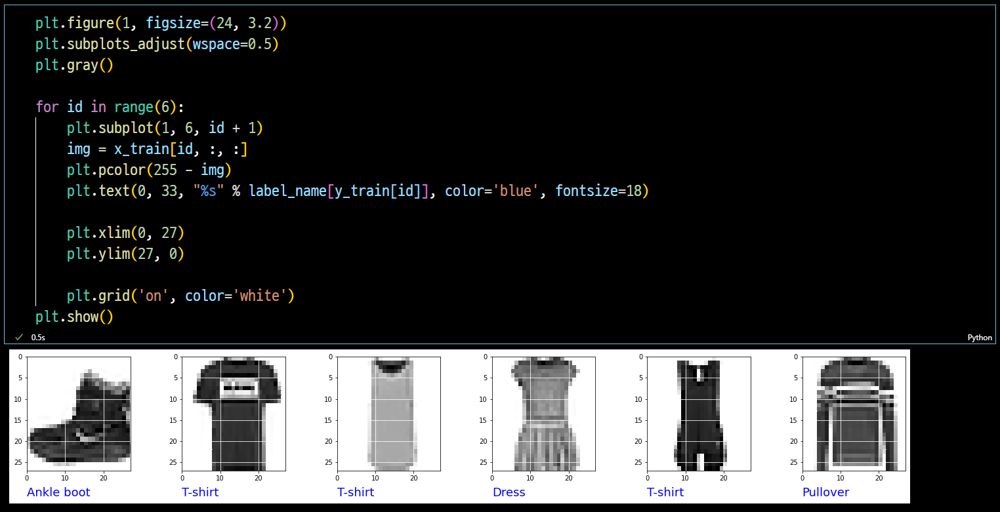 plt.figure(1, figsize=(24, 3.2))
plt.subplots_adjust(wspace=0.5)
plt.gray()
for id in range(6):
plt.subplot(1, 6, id + 1)
img = x_train[id, :, :]
plt.pcolor(255 - img)
plt.text(0, 33, "%s" % label_name[y_train[id]], color='blue', fontsize=18)
plt.xlim(0, 27)
plt.ylim(27, 0)
plt.grid('on', color='white')
plt.show()
✓ 0.5s Python
0 0 0 0 0 0
5 5 5 5 5 5
10 10 10 10 10 10
15 15 15 15 15 15
20 20 20 20 20 20
25 25 25 25 25 25
0 10 20 0 10 20 0 10 20 0 10 20 0 10 20 0 10 20
Ankle boot T-shirt T-shirt Dress T-shirt Pullover